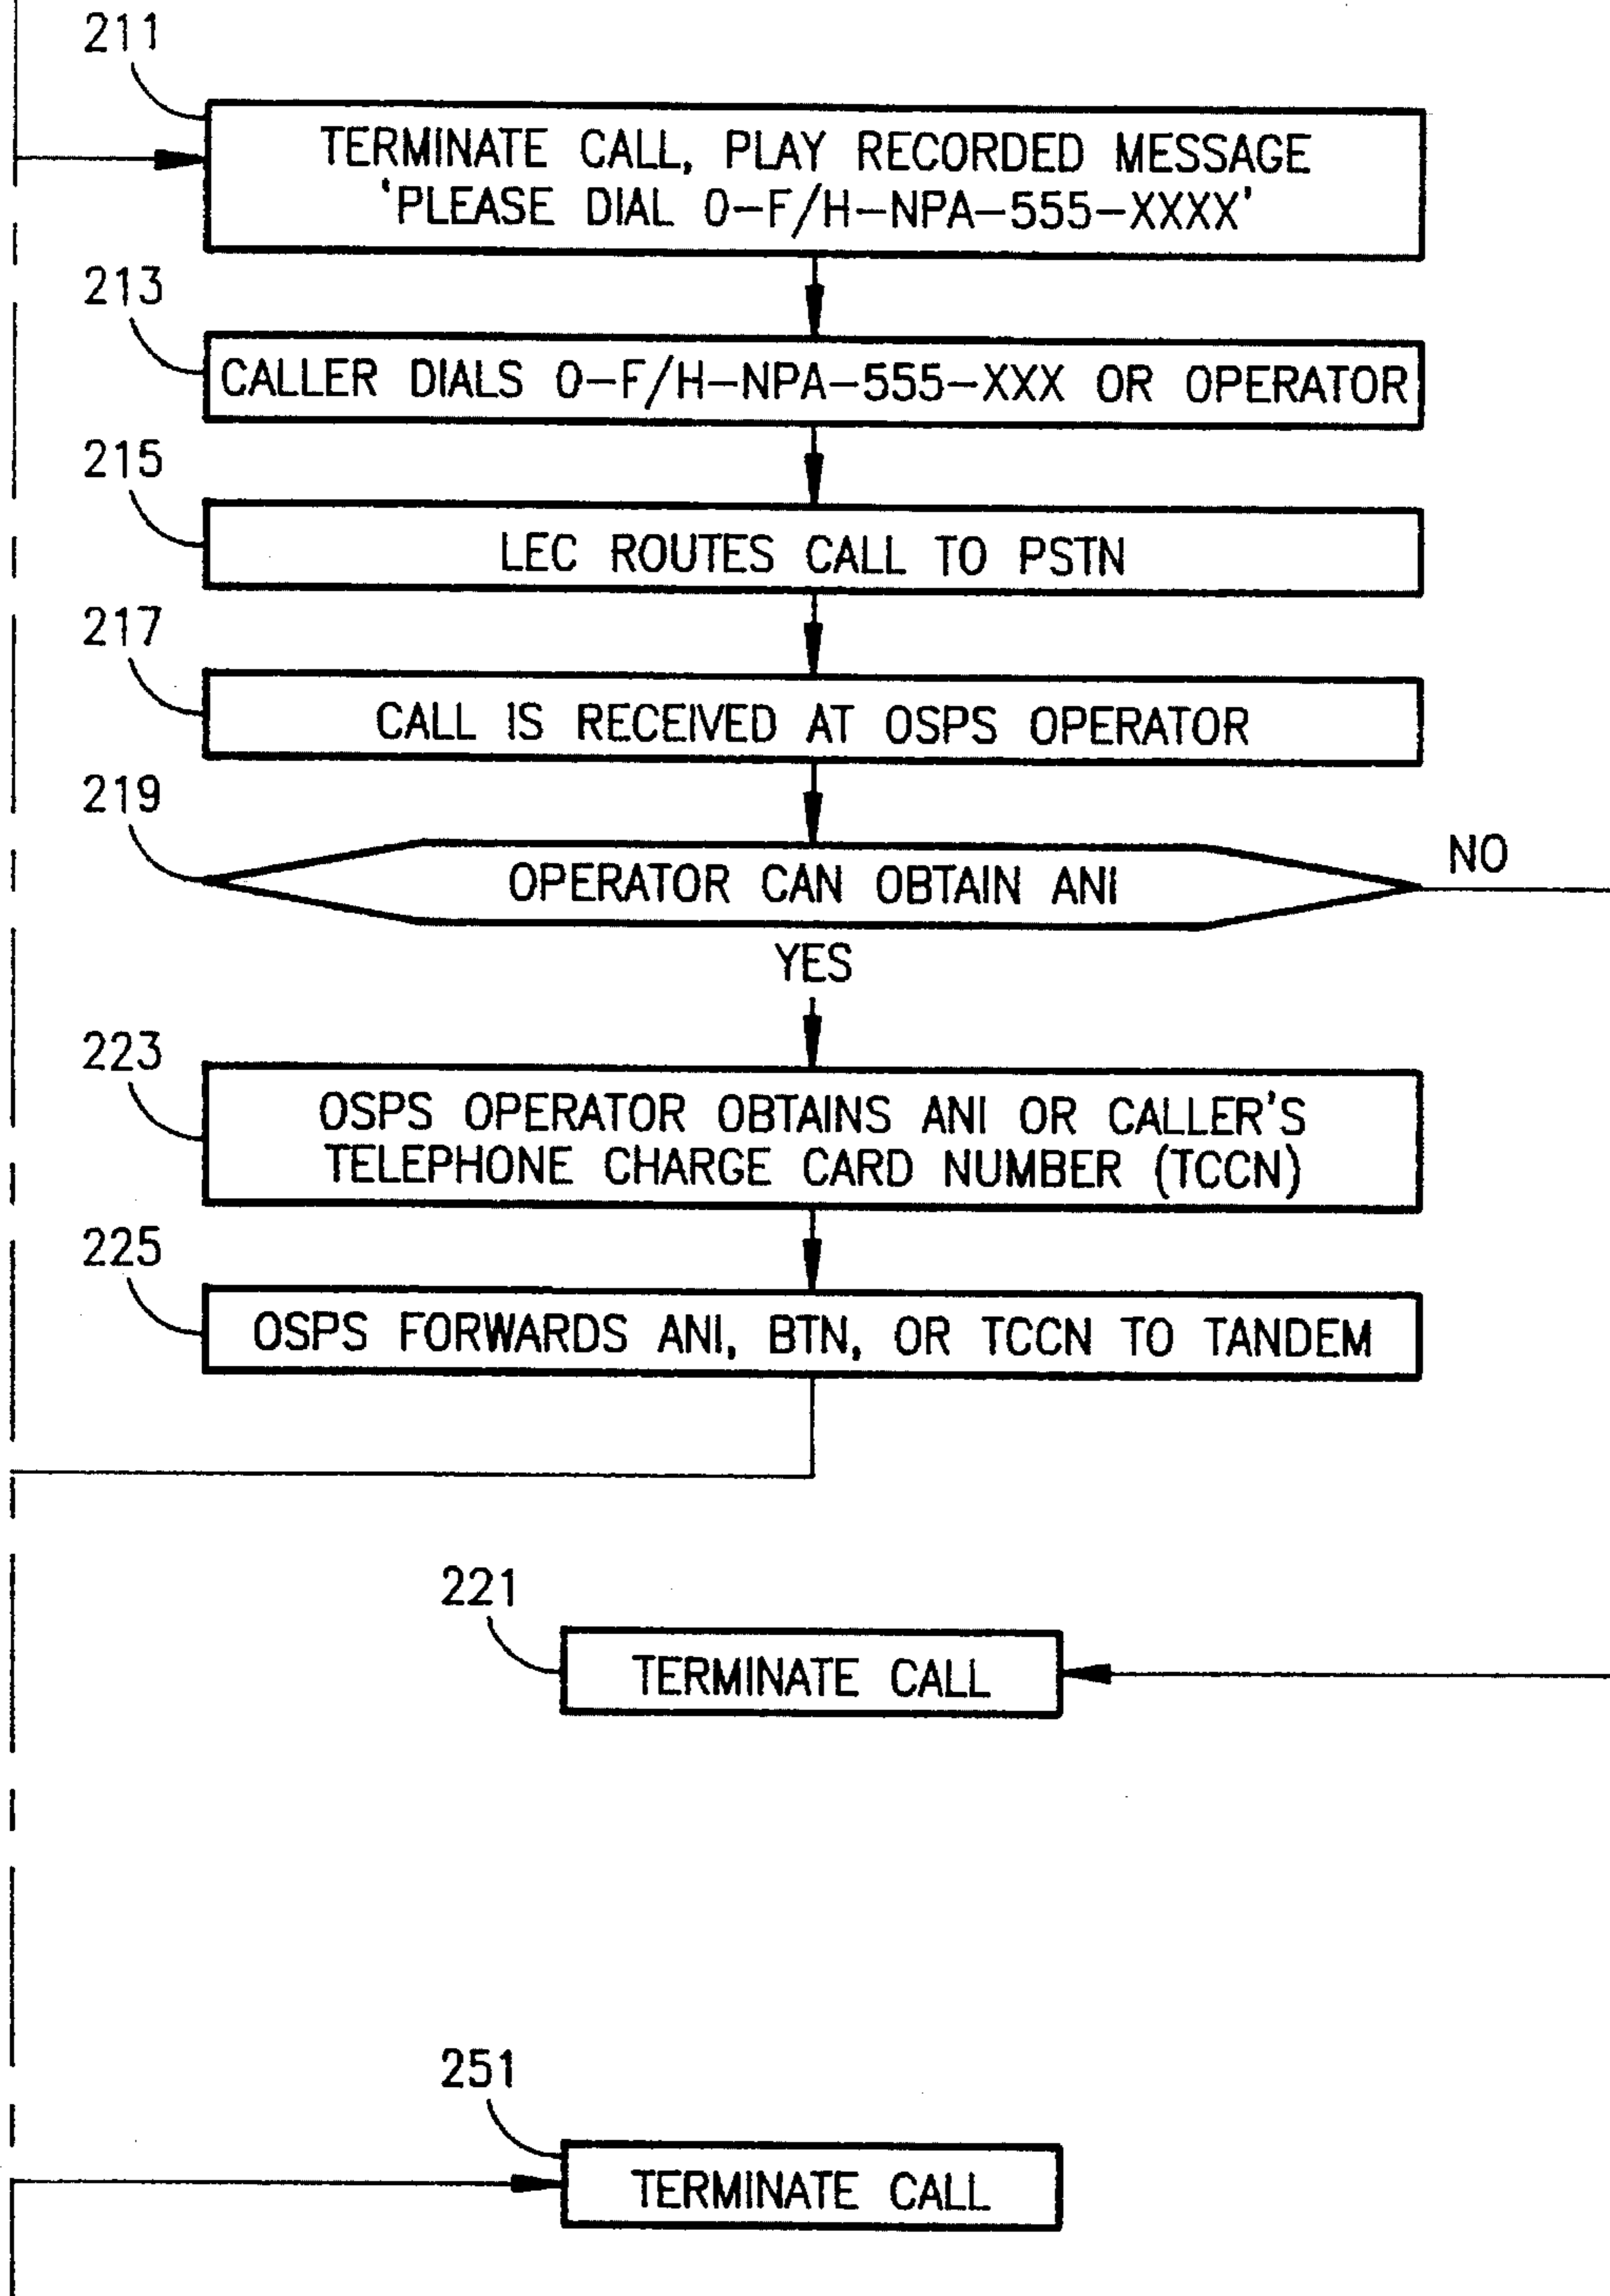 211
TERMINATE CALL, PLAY RECORDED MESSAGE
'PLEASE DIAL 0-F/H-NPA-555-XXXX'
213
CALLER DIALS 0-F/H-NPA-555-XXX OR OPERATOR
215
LEC ROUTES CALL TO PSTN
217
CALL IS RECEIVED AT OSPS OPERATOR
219
OPERATOR CAN OBTAIN ANI
NO
YES
223
OSPS OPERATOR OBTAINS ANI OR CALLER'S
TELEPHONE CHARGE CARD NUMBER (TCCN)
225
OSPS FORWARDS ANI, BTN, OR TCCN TO TANDEM
221
TERMINATE CALL
251
TERMINATE CALL